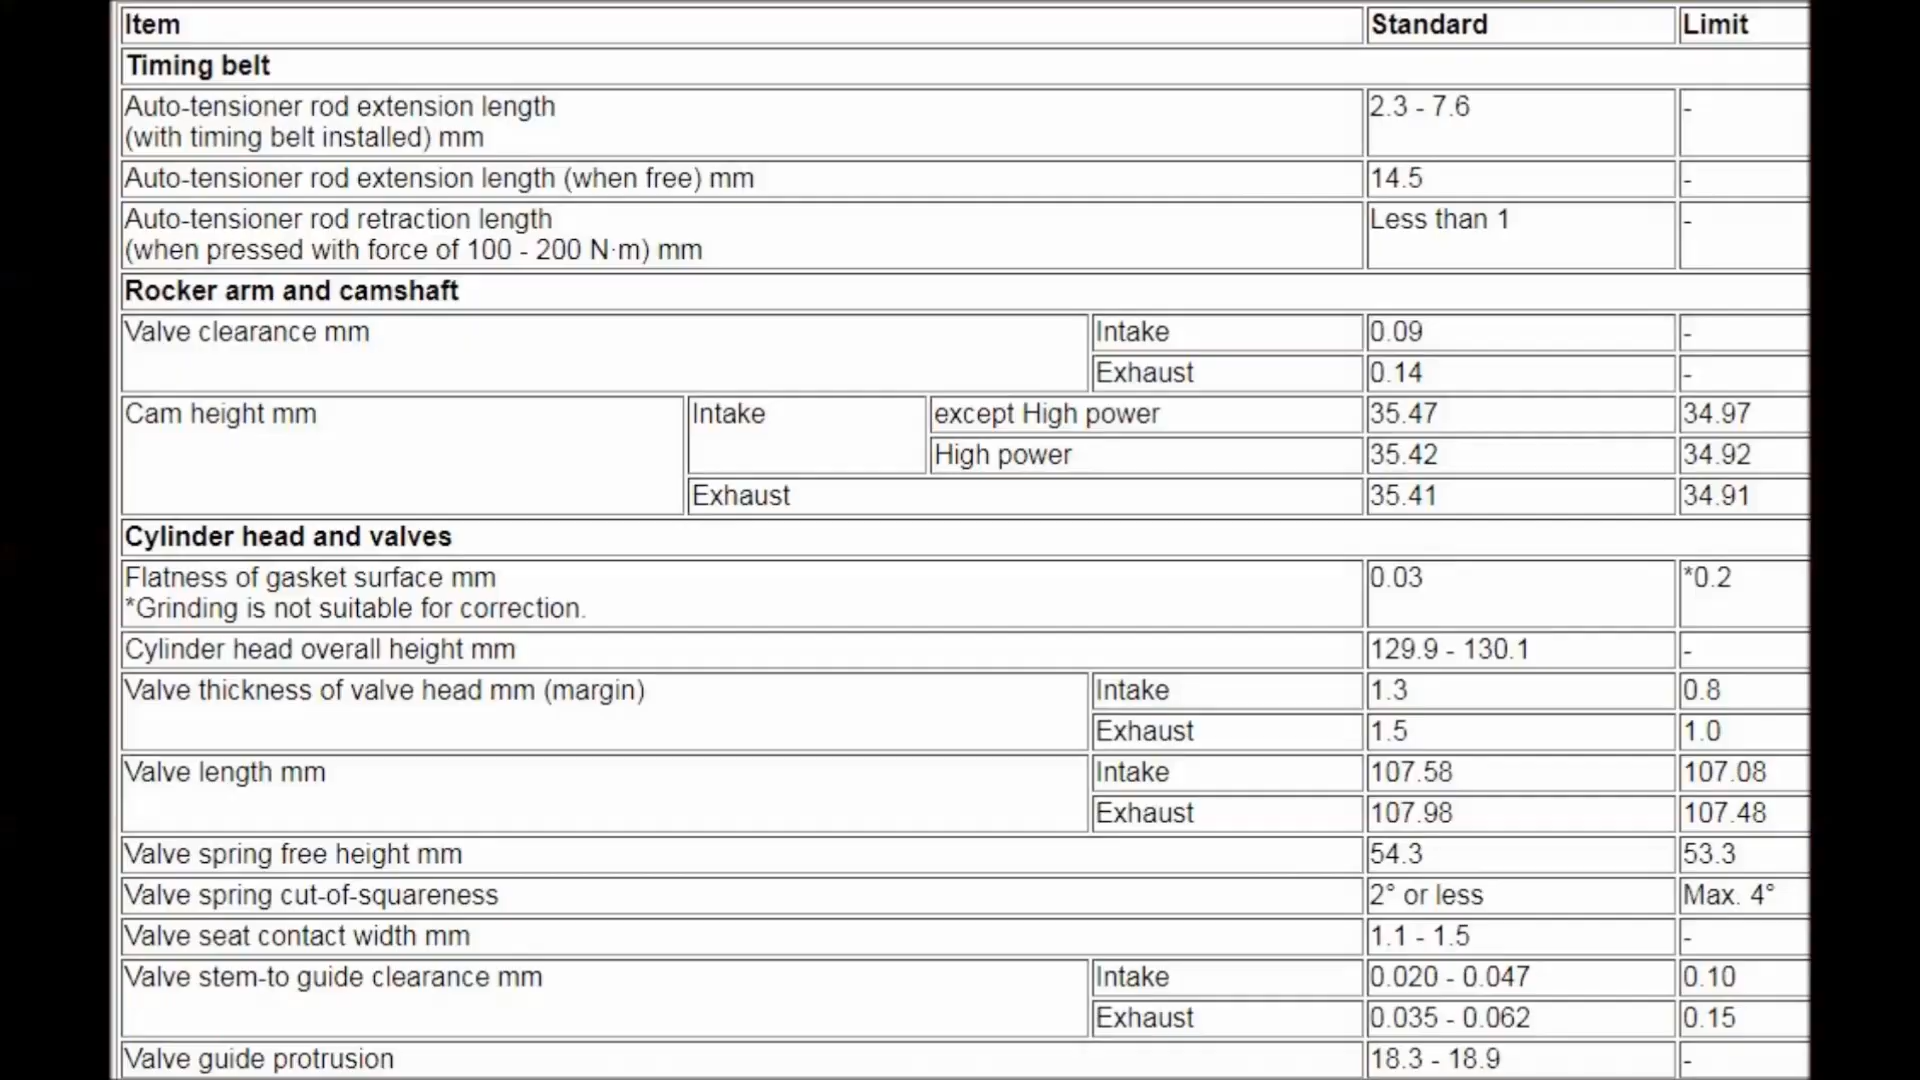 Item Standard Limit
Timing belt
Auto-tensioner rod extension length 2.3 - 7.6 -
(with timing belt installed) mm
Auto-tensioner rod extension length (when free) mm 14.5 -
Auto-tensioner rod retraction length Less than 1 -
(when pressed with force of 100 - 200 N·m) mm
Rocker arm and camshaft
Valve clearance mm Intake 0.09 -
Exhaust 0.14 -
Cam height mm Intake except High power 35.47 34.97
High power 35.42 34.92
Exhaust 35.41 34.91
Cylinder head and valves
Flatness of gasket surface mm 0.03 *0.2
*Grinding is not suitable for correction.
Cylinder head overall height mm 129.9 - 130.1 -
Valve thickness of valve head mm (margin) Intake 1.3 0.8
Exhaust 1.5 1.0
Valve length mm Intake 107.58 107.08
Exhaust 107.98 107.48
Valve spring free height mm 54.3 53.3
Valve spring cut-of-squareness 2° or less Max. 4°
Valve seat contact width mm 1.1 - 1.5 -
Valve stem-to guide clearance mm Intake 0.020 - 0.047 0.10
Exhaust 0.035 - 0.062 0.15
Valve guide protrusion 18.3 - 18.9 -